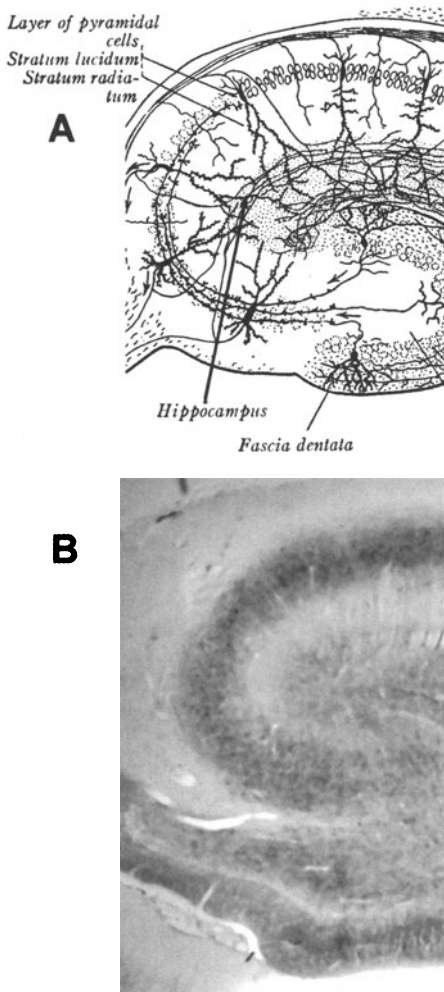 Layer of pyramidal
cells,
Stratum lucidum
Stratum radia-
tum
A
Hippocampus
Fascia dentata
B